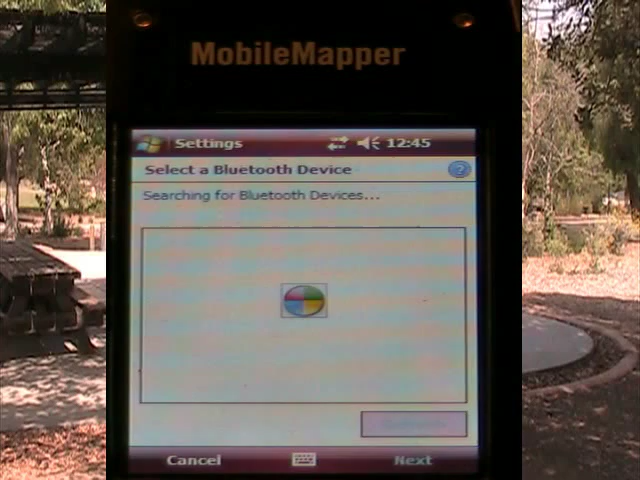 MobileMapper
Settings 12:45
Select a Bluetooth Device ?
Searching for Bluetooth Devices...
Cancel Next